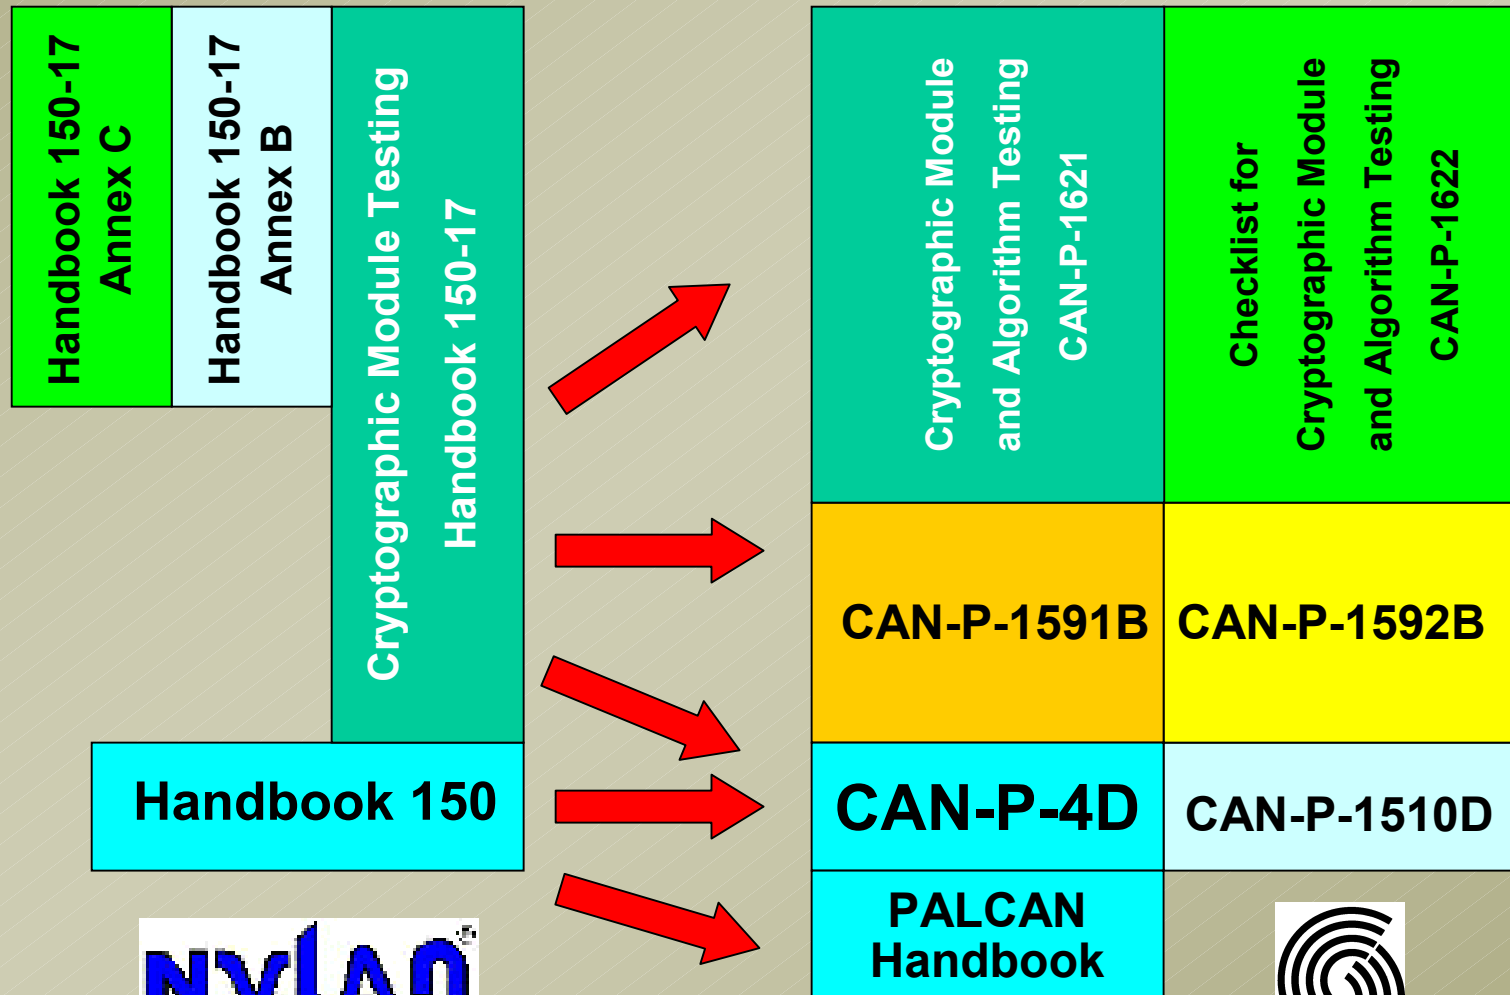 Handbook 150-17
Annex C
Handbook 150-17
Annex B
Cryptographic Module Testing
Handbook 150-17
Handbook 150
Cryptographic Module
and Algorithm Testing
CAN-P-1621
Checklist for
Cryptographic Module
and Algorithm Testing
CAN-P-1622
CAN-P-1591B
CAN-P-1592B
CAN-P-4D
CAN-P-1510D
PALCAN
Handbook